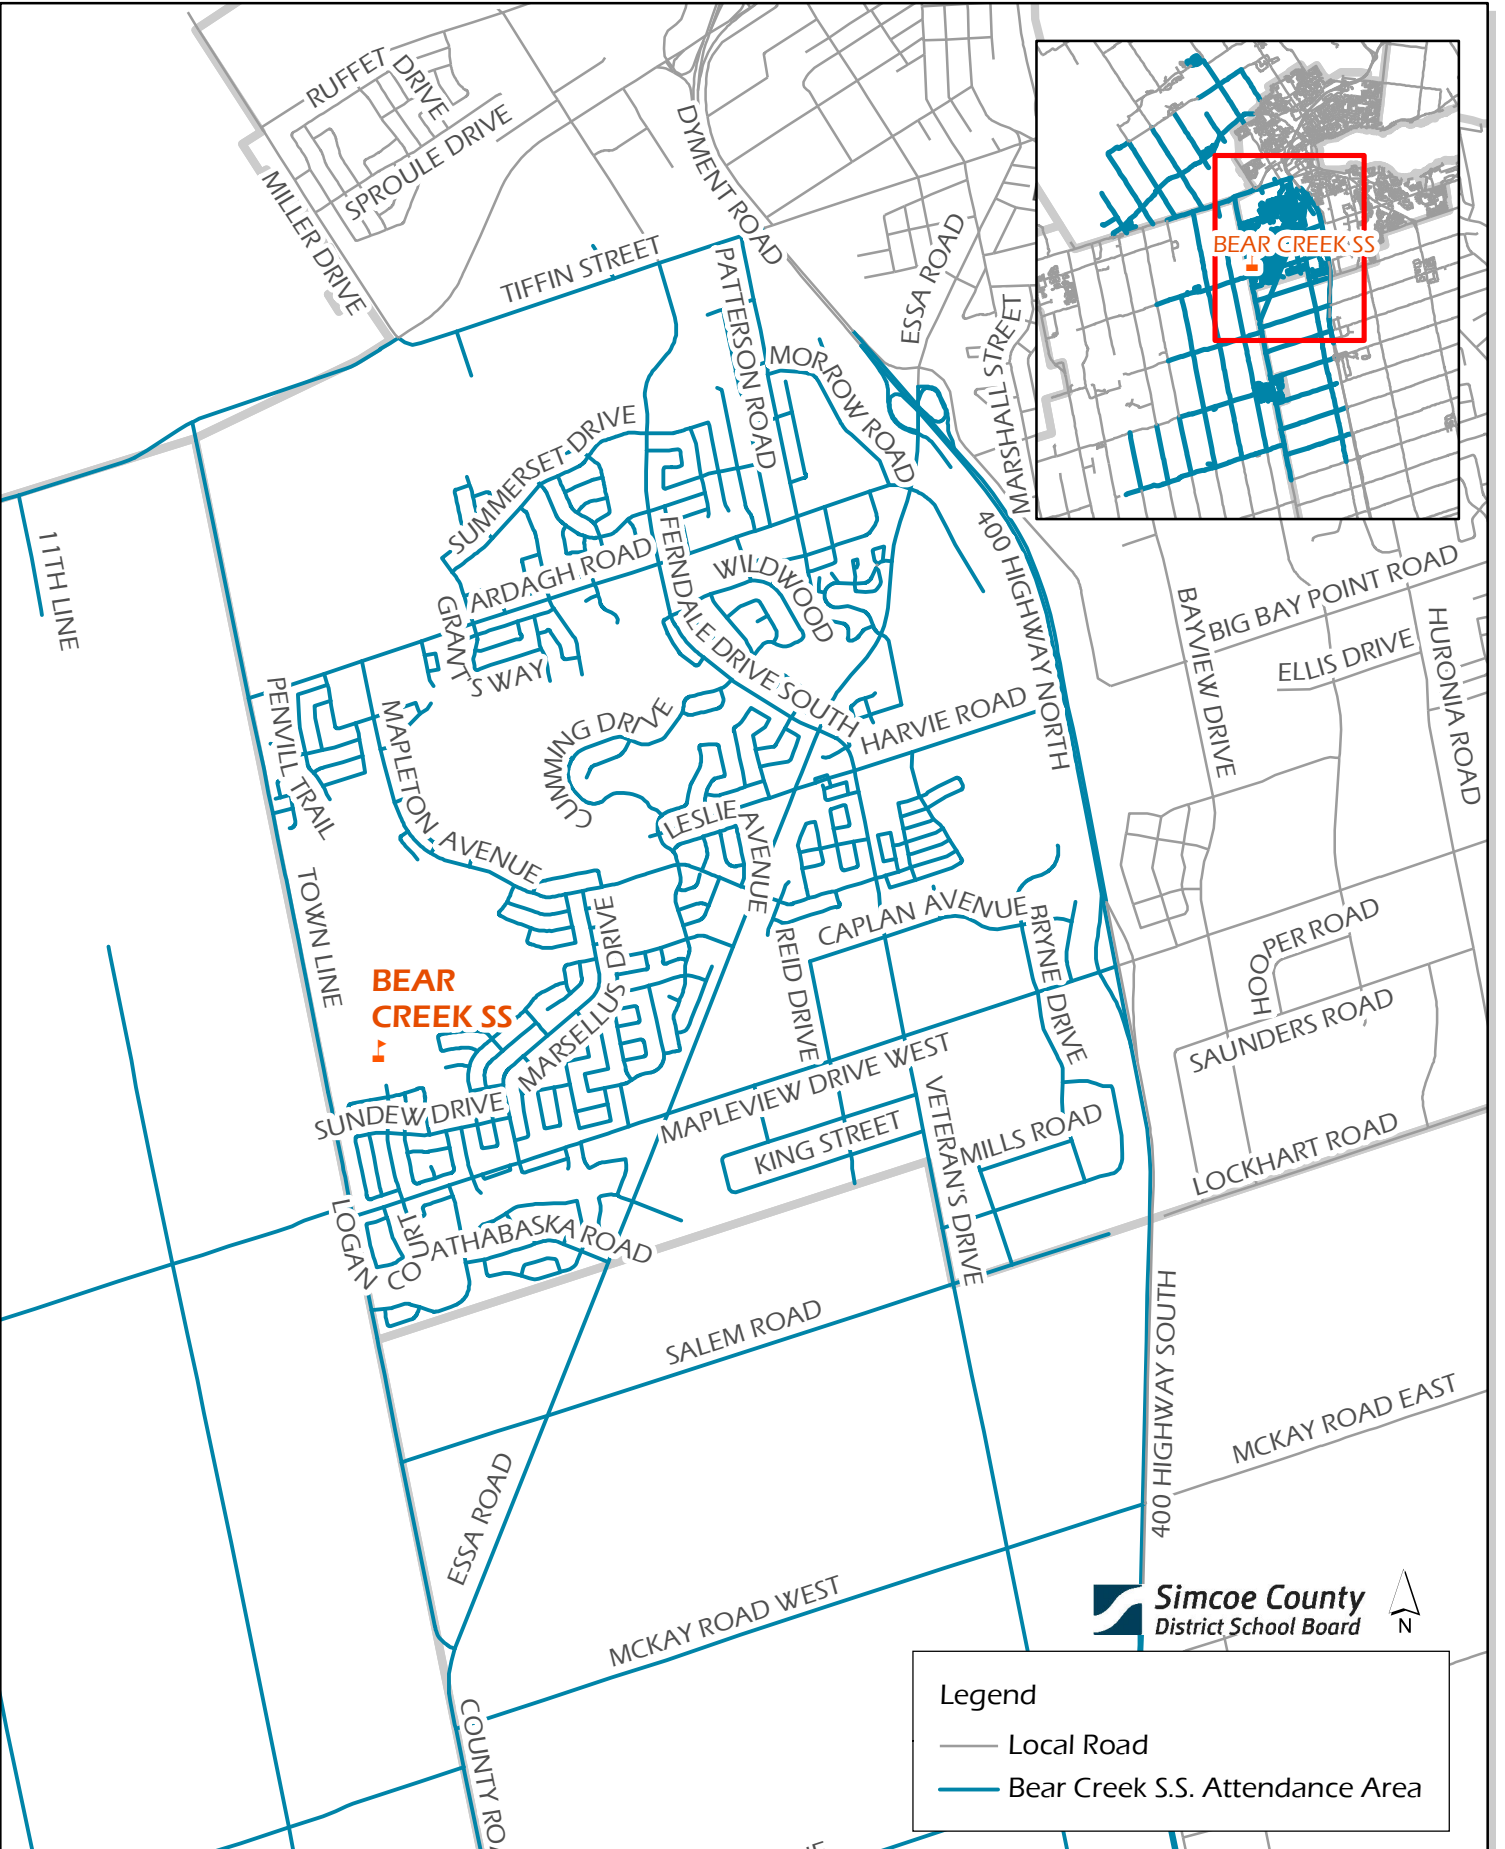 RUFFET DRIVE
SPROULE DRIVE
MILLER DRIVE
DYMENT ROAD
TIFFIN STREET
PATTERSON ROAD
ESSA ROAD
MARSHALL STREET
MORROW ROAD
BEAR CREEK SS
SUMMERSET DRIVE
11TH LINE
ARDAGH ROAD
GRANT'S WAY
FERNDALE DRIVE SOUTH
WILDWOOD
400 HIGHWAY NORTH
BAYVIEW DRIVE
BIG BAY POINT ROAD
ELLIS DRIVE
HURONIA ROAD
PENVILL TRAIL
MAPLETON AVENUE
CUMMING DRIVE
HARVIE ROAD
LESLIE AVENUE
TOWN LINE
MARSELLUS DRIVE
REID DRIVE
CAPLAN AVENUE
BRYNE DRIVE
HOOPER ROAD
SAUNDERS ROAD
BEAR
CREEK SS
SUNDEW DRIVE
MAPLEVIEW DRIVE WEST
KING STREET
VETERAN'S DRIVE
MILLS ROAD
LOCKHART ROAD
LOGAN COURT
ATHABASKA ROAD
SALEM ROAD
400 HIGHWAY SOUTH
MCKAY ROAD EAST
ESSA ROAD
MCKAY ROAD WEST
COUNTY ROA
Simcoe County
District School Board
N
Legend
Local Road
Bear Creek S.S. Attendance Area